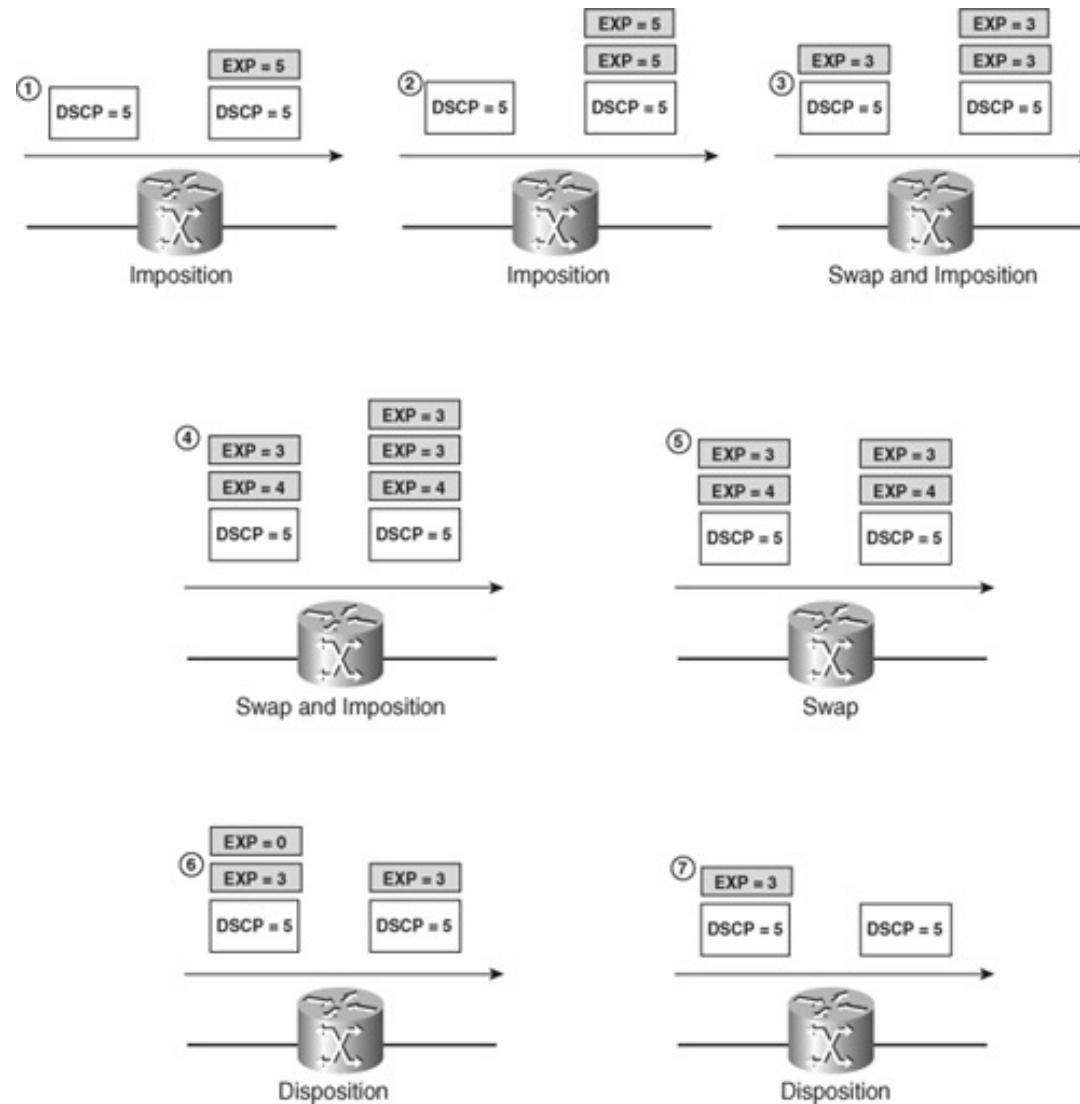 EXP = 5
EXP = 5
EXP = 5
EXP = 3
EXP = 3
EXP = 3
1
DSCP = 5
DSCP = 5
2
DSCP = 5
DSCP = 5
3
DSCP = 5
DSCP = 5
Imposition
Imposition
Swap and Imposition
EXP = 3
4
EXP = 3
EXP = 3
EXP = 4
EXP = 4
DSCP = 5
DSCP = 5
Swap and Imposition
5
EXP = 3
EXP = 3
EXP = 4
EXP = 4
DSCP = 5
DSCP = 5
Swap
EXP = 0
6
EXP = 3
EXP = 3
DSCP = 5
DSCP = 5
Disposition
7
EXP = 3
DSCP = 5
DSCP = 5
Disposition